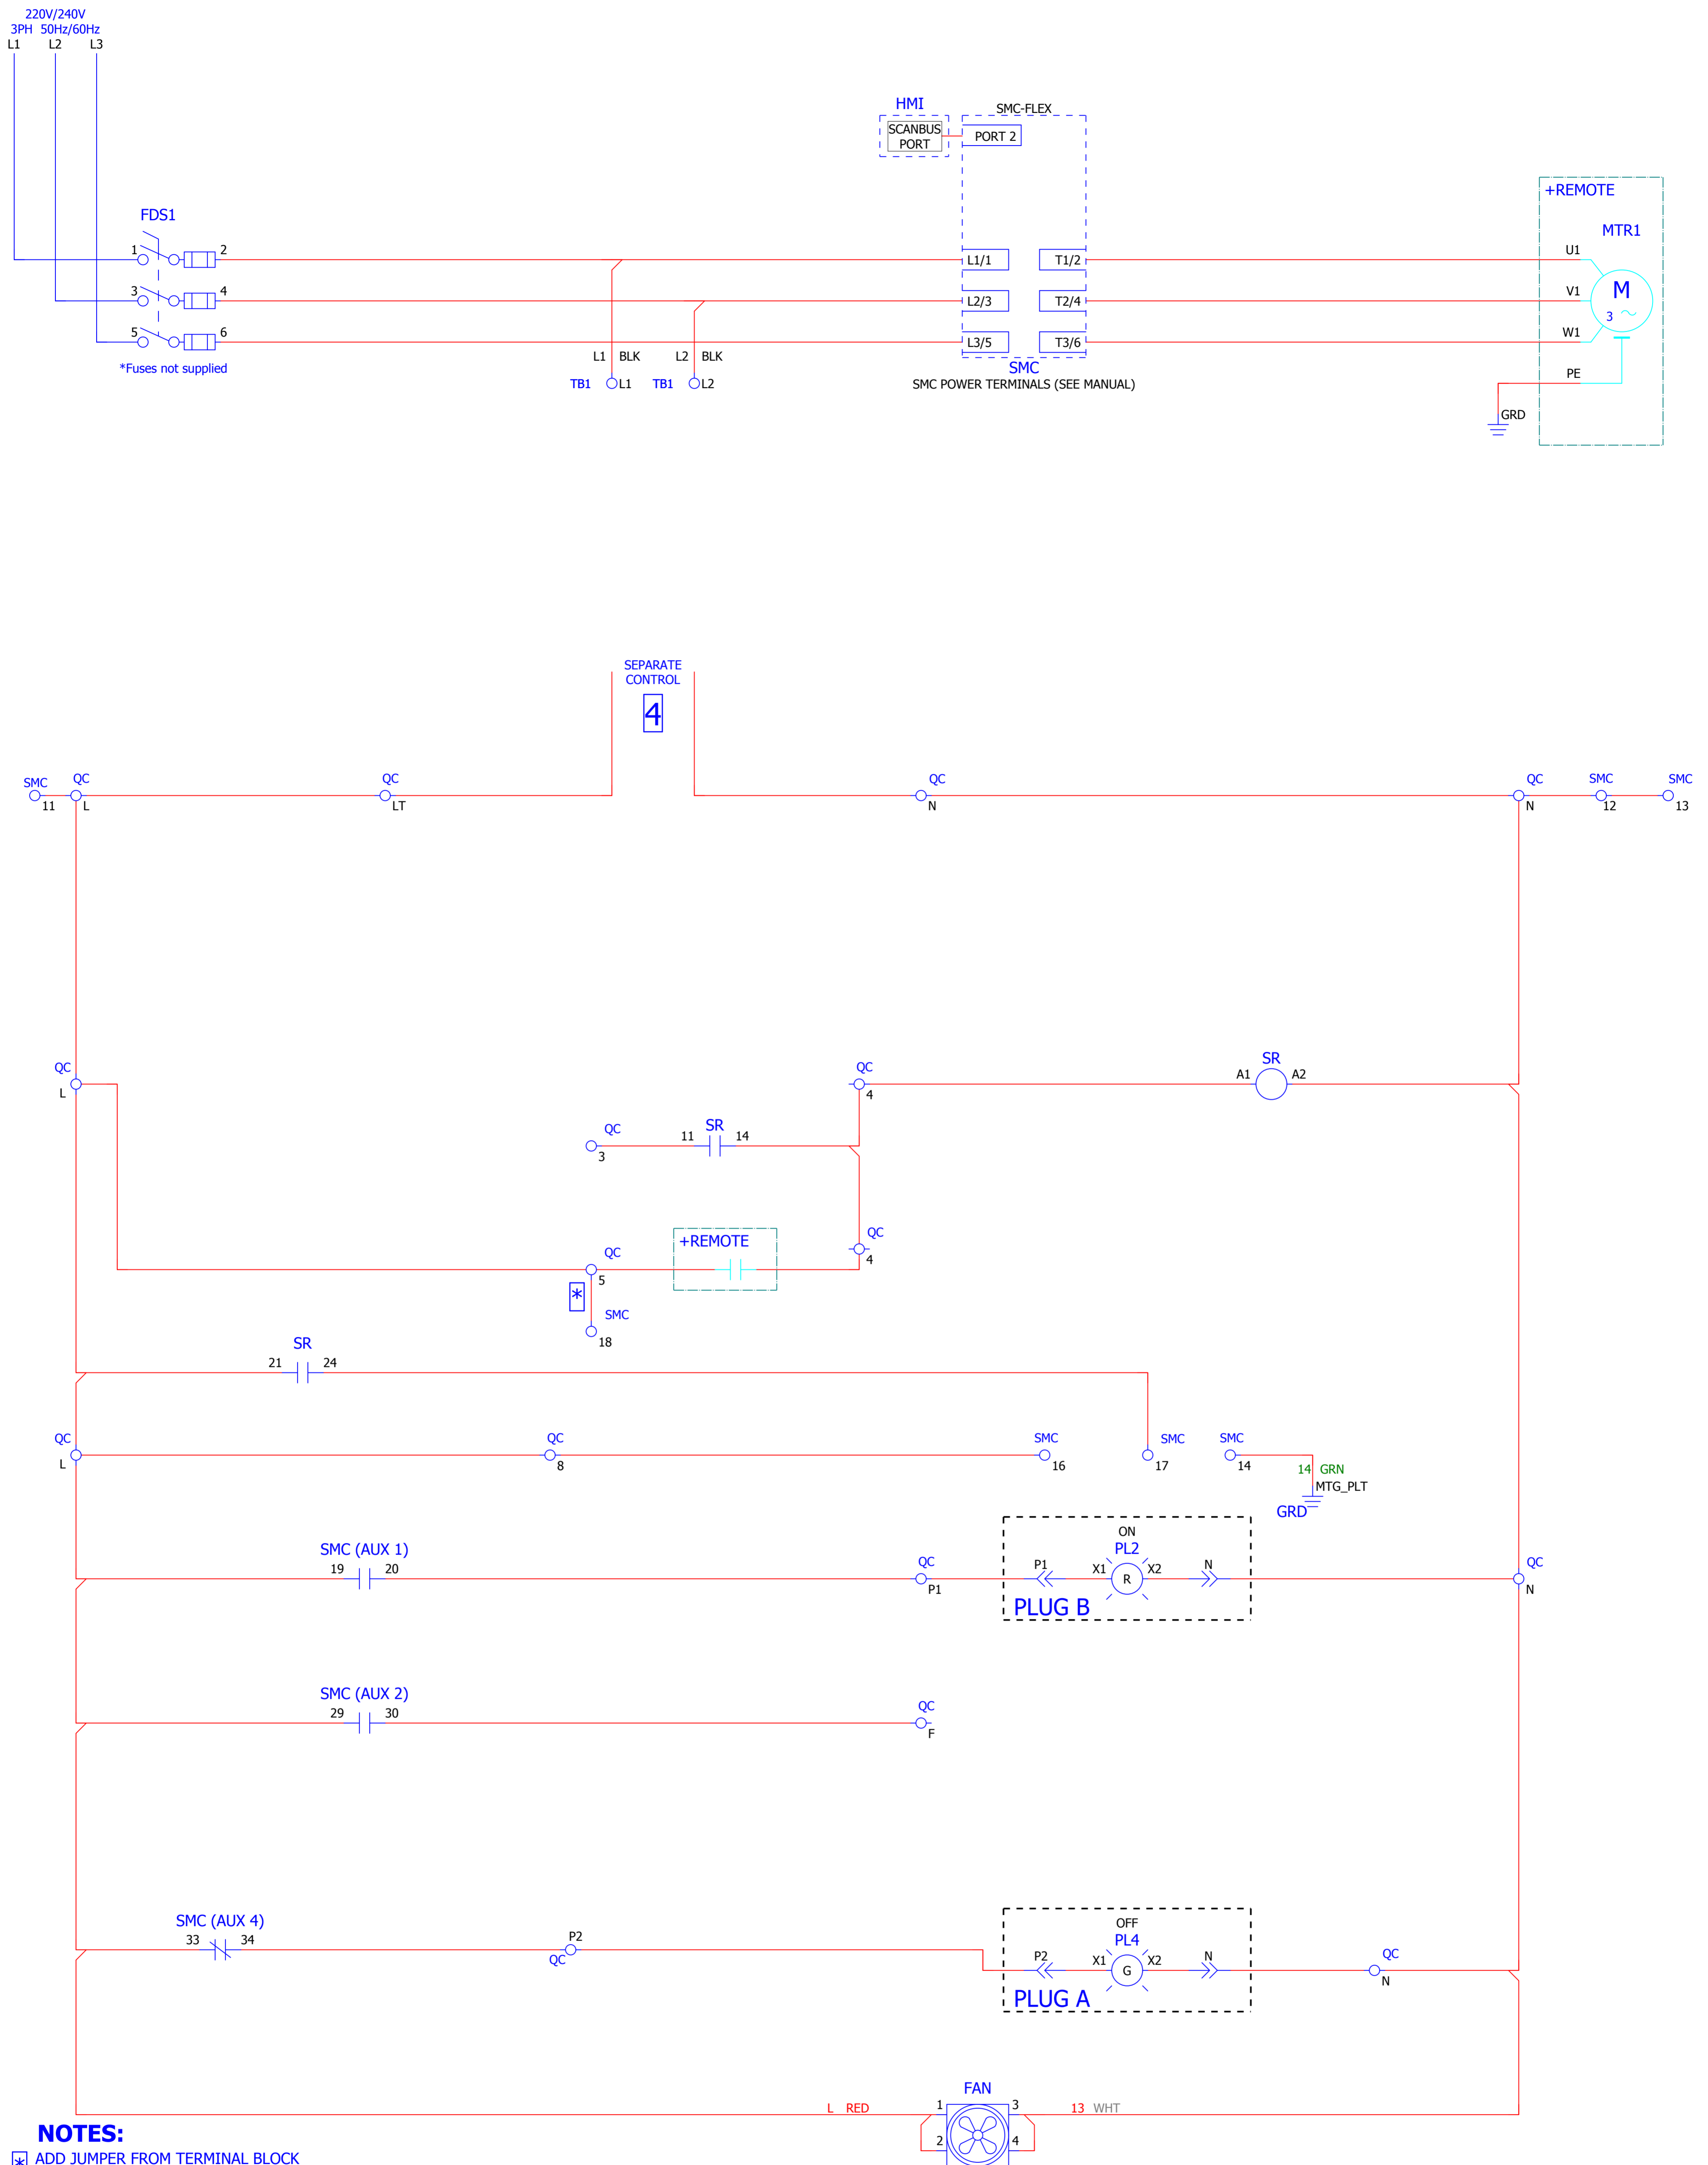 220V/240V
3PH 50Hz/60Hz
L1 L2 L3
HMI
SCANBUS
PORT
SMC-FLEX
PORT 2
+REMOTE
MTR1
FDS1
1 2
3 4
5 6
*Fuses not supplied
L1/1 T1/2
L2/3 T2/4
L3/5 T3/6
U1
V1
W1
M
3
PE
GRD
L1 BLK L2 BLK
TB1 L1 TB1 L2
SMC
SMC POWER TERMINALS (SEE MANUAL)
SEPARATE
CONTROL
4
SMC QC QC QC QC SMC SMC
11 L LT N N 12 13
QC QC SR
L 4 A1 A2
QC SR
3 11 14
+REMOTE QC
4
QC
5
*
SMC
18
SR
21 24
QC QC SMC SMC SMC
L 8 16 17 14
14 GRN
MTG_PLT
GRD
SMC (AUX 1)
19 20
QC
P1
ON
PL2
P1 X1 R X2 N
PLUG B
QC
N
SMC (AUX 2)
29 30
QC
F
SMC (AUX 4)
33 34
P2
QC
OFF
PL4
P2 X1 G X2 N
PLUG A
QC
N
FAN
L RED 1 3 13 WHT
2 4
NOTES:
* ADD JUMPER FROM TERMINAL BLOCK